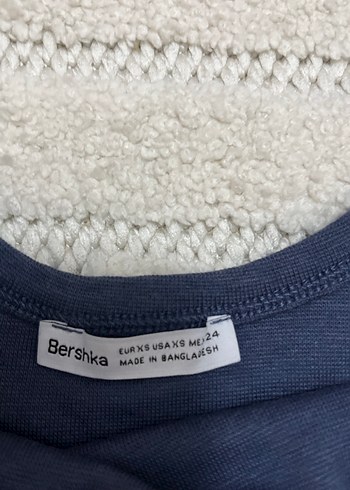 Bershka
EUR XS USA XS MEX 24
MADE IN BANGLADESH